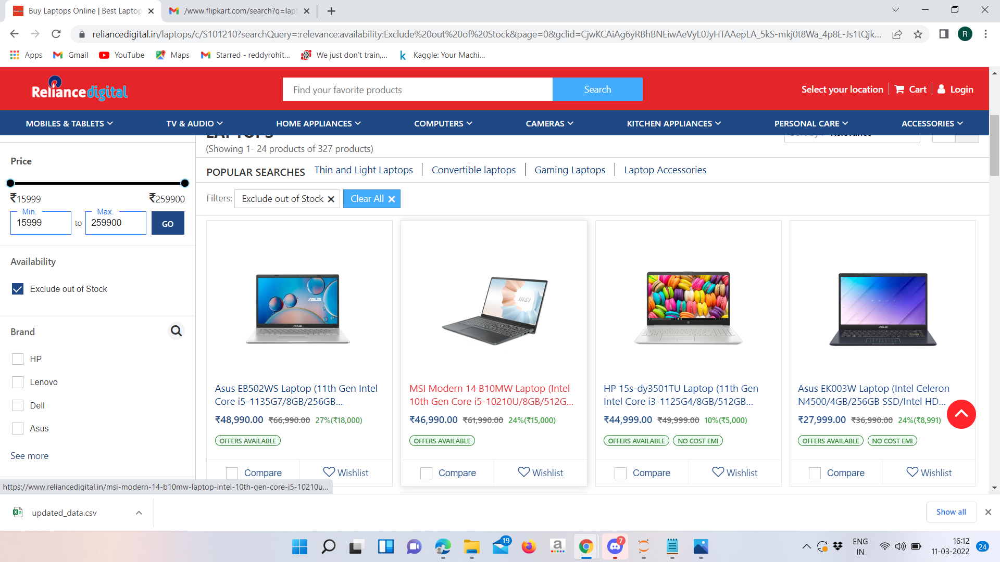 Buy Laptops Online | Best Laptop
/www.flipkart.com/search?q=lapt
reliancedigital.in/laptops/c/S101210?searchQuery=:relevance:availability:Exclude%20out%20of%20Stock&page=0&gclid=CjwKCAiAg6yRBhBNEiwAeVyL0JyHTAAepLA_5kS-mkj0t8Wa_4p8E-Js1tQjk...
R
Apps Gmail YouTube Maps Starred - reddyrohit... We just don't train,... Kaggle: Your Machi...
Reliance digital
Find your favorite products
Search
Select your location Cart Login
MOBILES & TABLETS TV & AUDIO HOME APPLIANCES COMPUTERS CAMERAS KITCHEN APPLIANCES PERSONAL CARE ACCESSORIES
LAPTOPS
(Showing 1- 24 products of 327 products)
POPULAR SEARCHES Thin and Light Laptops Convertible laptops Gaming Laptops Laptop Accessories
Filters: Exclude out of Stock Clear All
Price
₹15999 ₹259900
Min. Max.
15999 to 259900 GO
Availability
Exclude out of Stock
Brand
HP
Lenovo
Dell
Asus
See more
Asus EB502WS Laptop (11th Gen Intel
Core i5-1135G7/8GB/256GB...
₹48,990.00 ₹66,990.00 27%(₹18,000)
OFFERS AVAILABLE
Compare Wishlist
MSI Modern 14 B10MW Laptop (Intel
10th Gen Core i5-10210U/8GB/512G...
₹46,990.00 ₹61,990.00 24%(₹15,000)
OFFERS AVAILABLE
Compare Wishlist
HP 15s-dy3501TU Laptop (11th Gen
Intel Core i3-1125G4/8GB/512GB...
₹44,999.00 ₹49,999.00 10%(₹5,000)
OFFERS AVAILABLE NO COST EMI
Compare Wishlist
Asus EK003W Laptop (Intel Celeron
N4500/4GB/256GB SSD/Intel HD...
₹27,999.00 ₹36,990.00 24%(₹8,991)
OFFERS AVAILABLE NO COST EMI
Compare Wishlist
https://www.reliancedigital.in/msi-modern-14-b10mw-laptop-intel-10th-gen-core-i5-10210u...
updated_data.csv
Show all
19
7
ENG
IN
16:12
11-03-2022
24